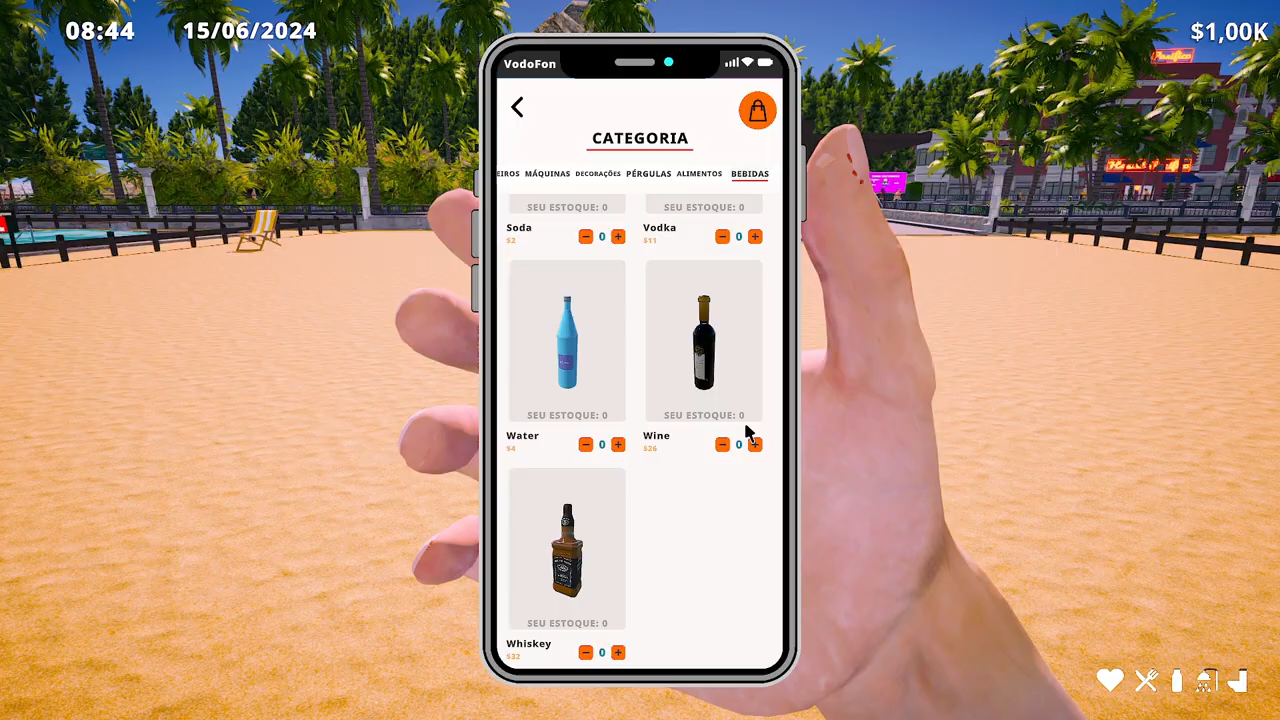 08:44 15/06/2024
$1,00K
VodoFon
CATEGORIA
EIROS MÁQUINAS DECORAÇÕES PÉRGULAS ALIMENTOS BEBIDAS
SEU ESTOQUE: 0 SEU ESTOQUE: 0
Soda - 0 + Vodka - 0 +
$2 $11
SEU ESTOQUE: 0 SEU ESTOQUE: 0
Water - 0 + Wine - 0 +
$4 $26
SEU ESTOQUE: 0
Whiskey - 0 +
$32